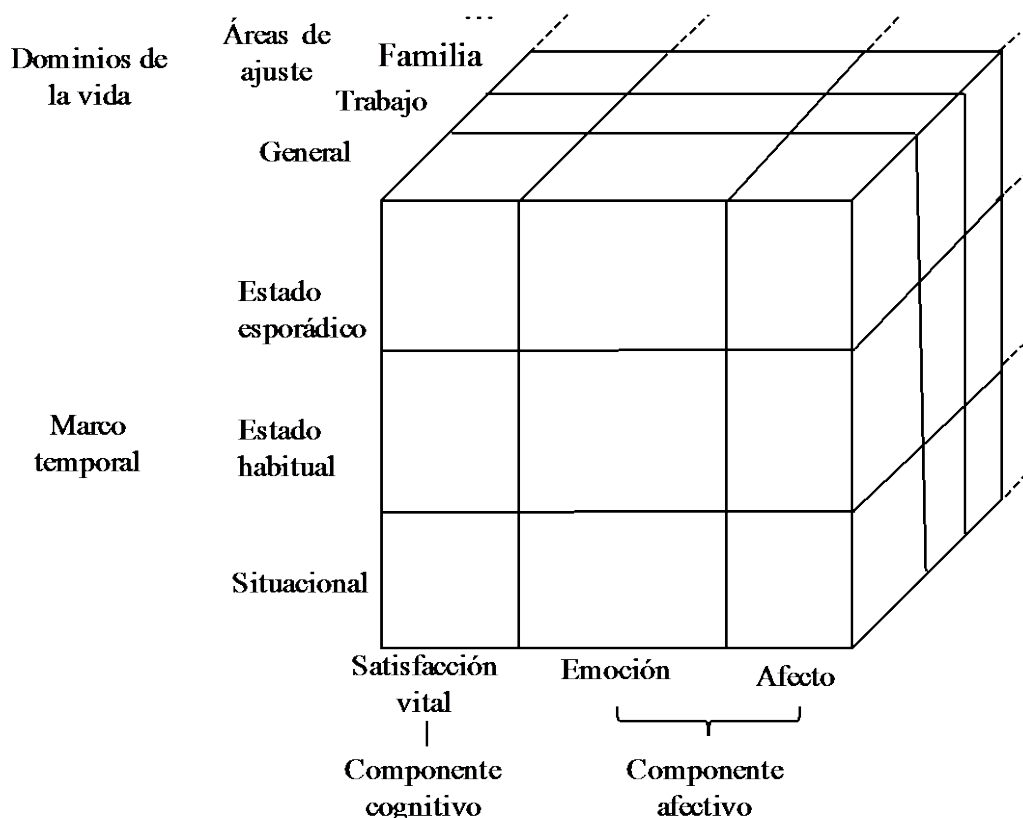 ...
Dominios de
la vida
Áreas de
ajuste
Familia
Trabajo
General
Estado
esporádico
Marco
temporal
Estado
habitual
Situacional
Satisfacción
vital
Emoción
Afecto
Componente
cognitivo
Componente
afectivo